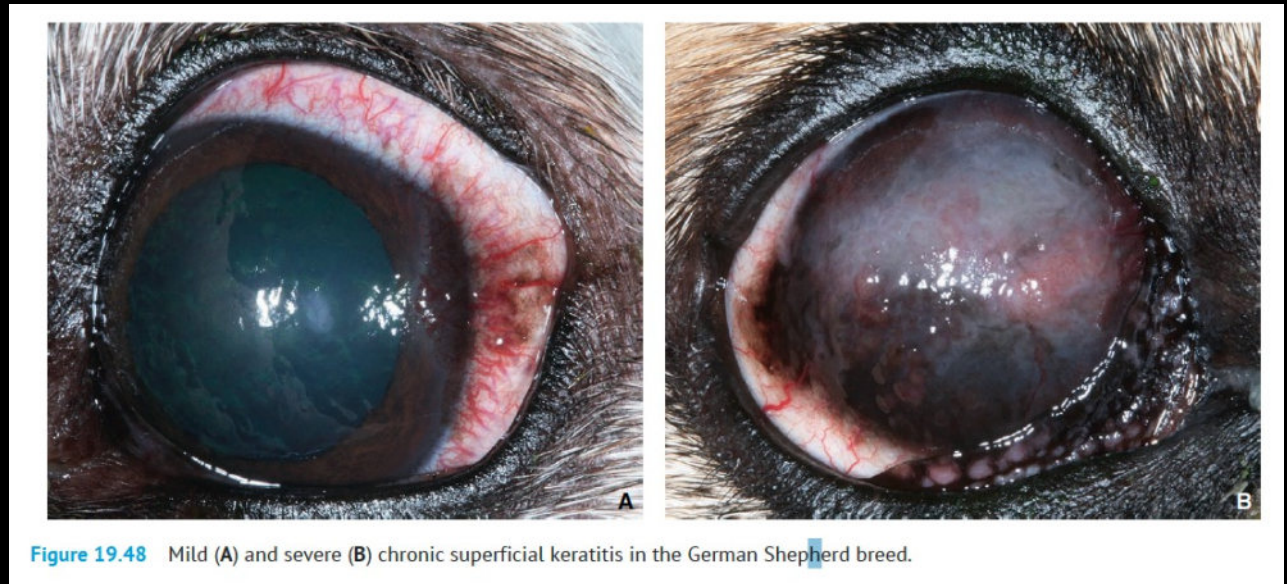 A
B
Figure 19.48 Mild (A) and severe (B) chronic superficial keratitis in the German Shepherd breed.